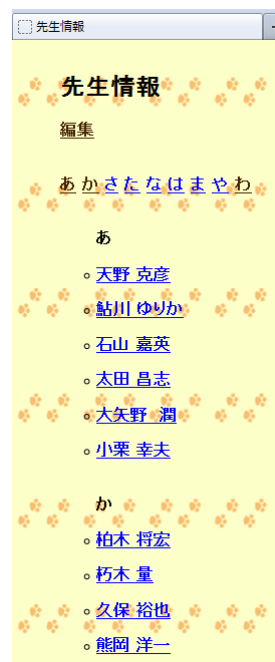 先生情報
先生情報
編集
あ か さ た な は ま や わ
あ
天野 克彦
鮎川 ゆりか
石山 嘉英
太田 昌志
大矢野 潤
小栗 幸夫
か
柏木 将宏
朽木 量
久保 裕也
熊岡 洋一